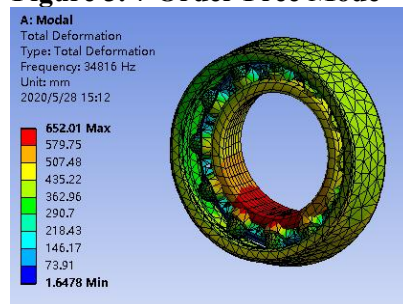 A: Modal
Total Deformation
Type: Total Deformation
Frequency: 34816 Hz
Unit: mm
2020/5/28 15:12
652.01 Max
579.75
507.48
435.22
362.96
290.7
218.43
146.17
73.91
1.6478 Min